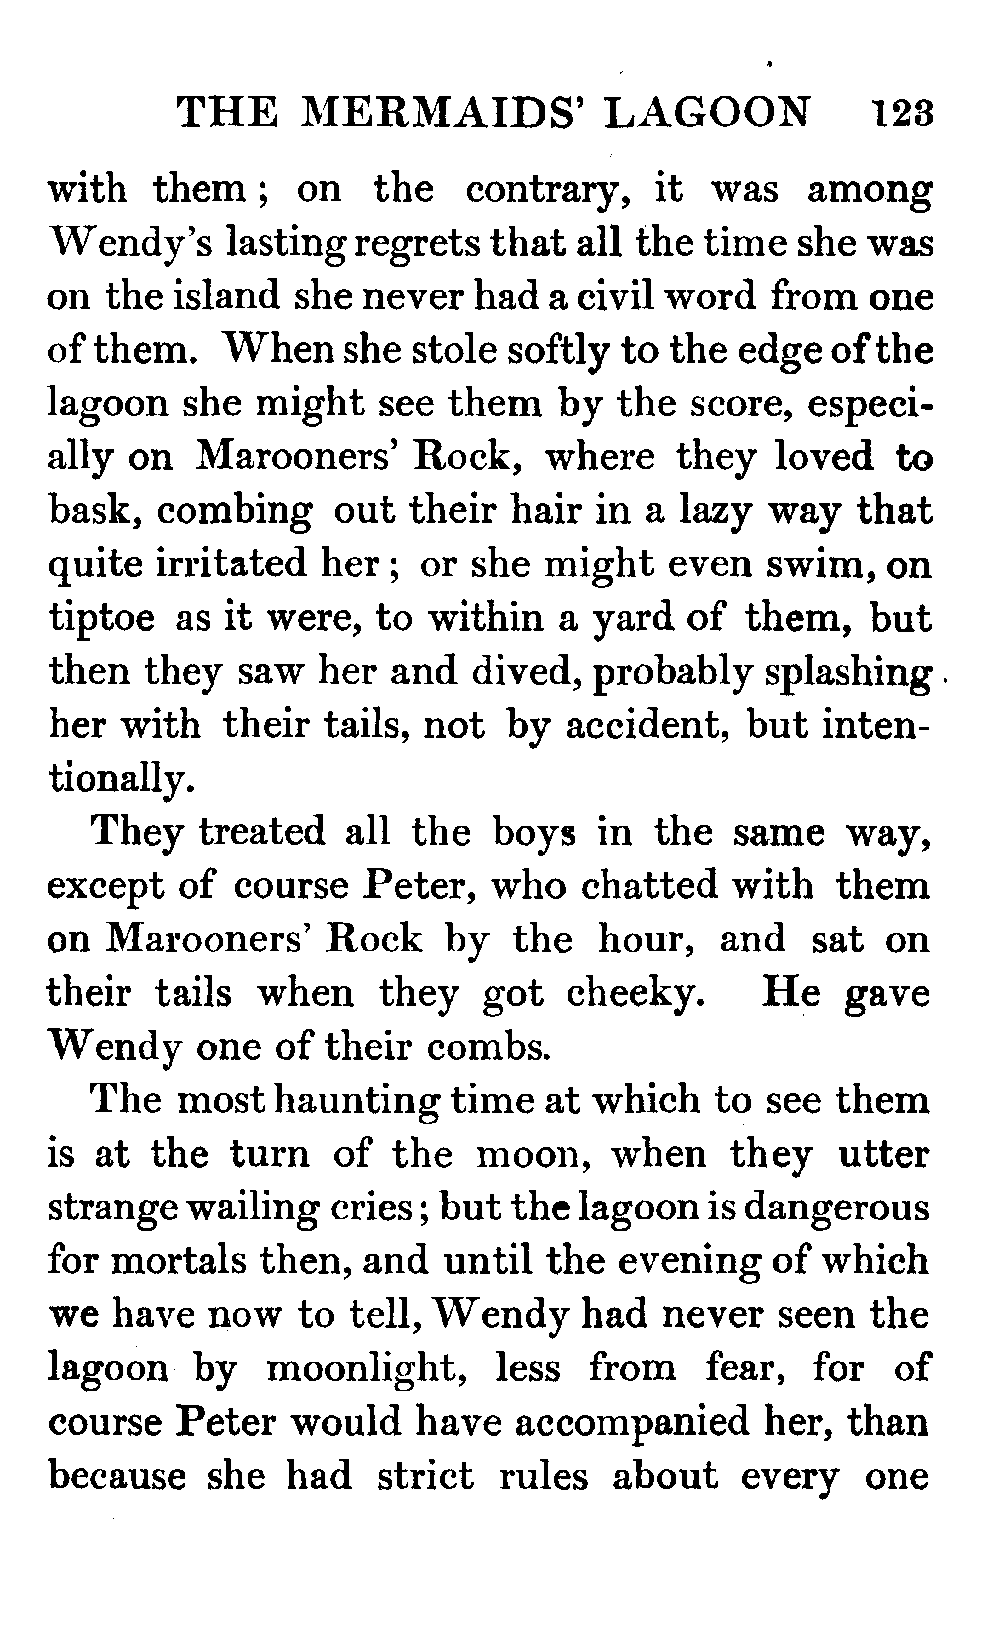 THE MERMAIDS' LAGOON 123
with them ; on the contrary, it was among
Wendy's lasting regrets that all the time she was
on the island she never had a civil word from one
of them. When she stole softly to the edge of the
lagoon she might see them by the score, especi-
ally on Marooners' Rock, where they loved to
bask, combing out their hair in a lazy way that
quite irritated her ; or she might even swim, on
tiptoe as it were, to within a yard of them, but
then they saw her and dived, probably splashing
her with their tails, not by accident, but inten-
tionally.
They treated all the boys in the same way,
except of course Peter, who chatted with them
on Marooners' Rock by the hour, and sat on
their tails when they got cheeky. He gave
Wendy one of their combs.
The most haunting time at which to see them
is at the turn of the moon, when they utter
strange wailing cries ; but the lagoon is dangerous
for mortals then, and until the evening of which
we have now to tell, Wendy had never seen the
lagoon by moonlight, less from fear, for of
course Peter would have accompanied her, than
because she had strict rules about every one